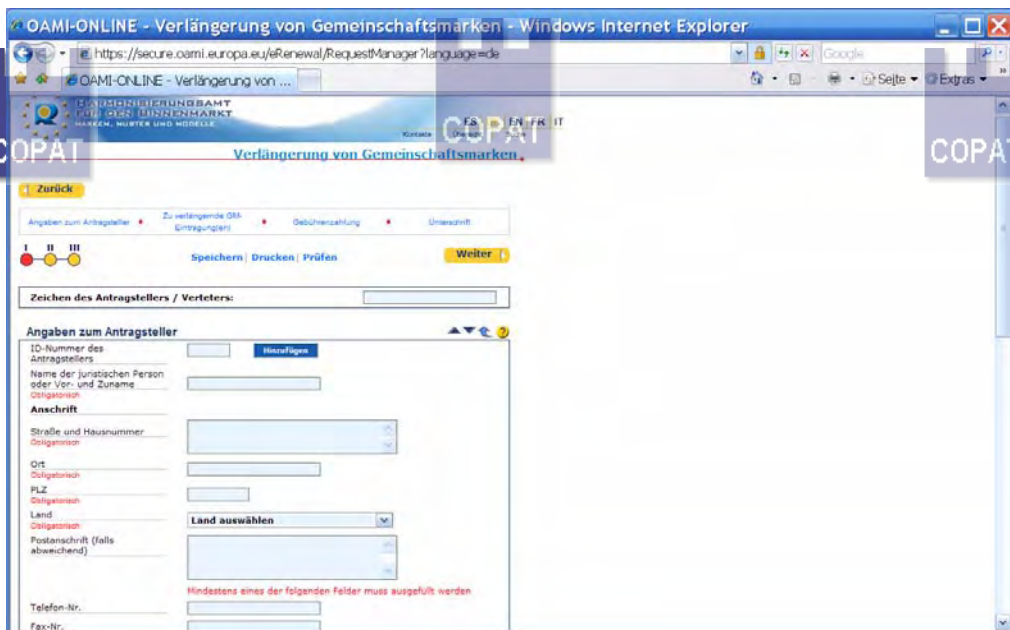 OAMI-ONLINE - Verlängerung von Gemeinschaftsmarken - Windows Internet Explorer
https://secure.oami.europa.eu/eRenewal/RequestManager?language=de
Google
OAMI-ONLINE - Verlängerung von ...
Seite
Extras
HARMONISIERUNGSAMT
FÜR DEN BINNENMARKT
MARKEN, MUSTER UND MODELLE
ES EN FR IT
Kontakte
COPAT
COPAT
COPAT
Verlängerung von Gemeinschaftsmarken
Zurück
Angaben zum Antragsteller
Zu verlängernde GM-
Eintragung(en)
Gebührenzahlung
Unterschrift
I II III
Speichern | Drucken | Prüfen
Weiter
Zeichen des Antragstellers / Verteters:
Angaben zum Antragsteller
ID-Nummer des
Antragstellers
Hinzufügen
Name der juristischen Person
oder Vor- und Zuname
Obligatorisch
Anschrift
Straße und Hausnummer
Obligatorisch
Ort
Obligatorisch
PLZ
Obligatorisch
Land
Obligatorisch
Land auswählen
Postanschrift (falls
abweichend)
Mindestens eines der folgenden Felder muss ausgefüllt werden
Telefon-Nr.
Fax-Nr.